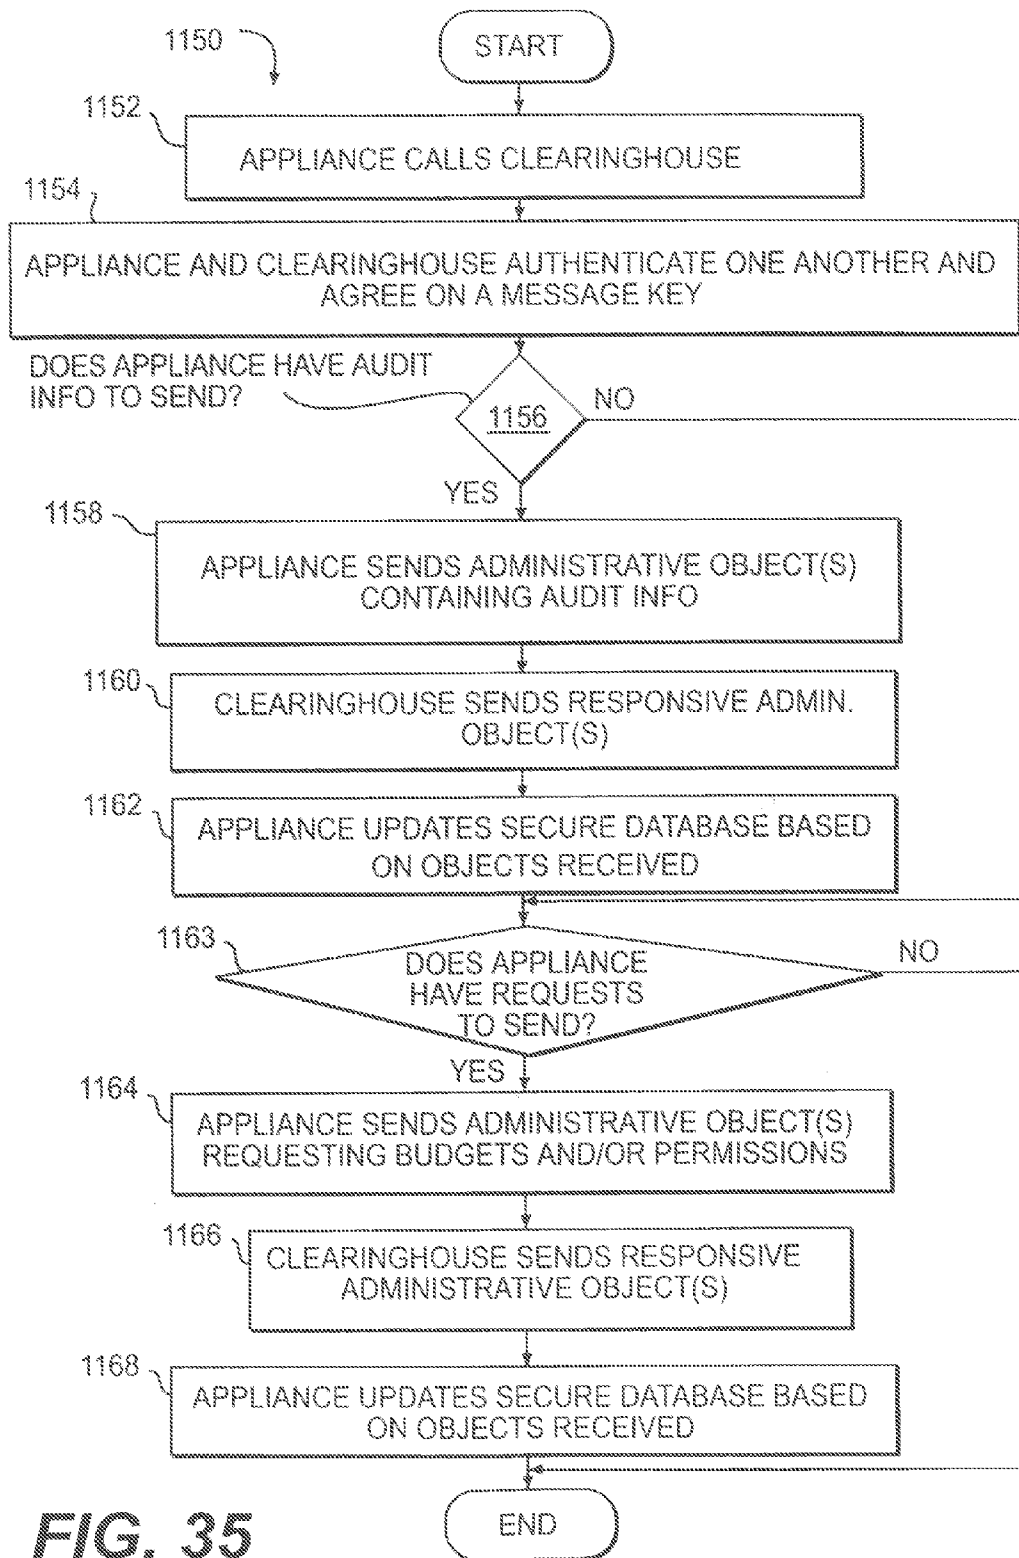 1150
START
1152
APPLIANCE CALLS CLEARINGHOUSE
1154
APPLIANCE AND CLEARINGHOUSE AUTHENTICATE ONE ANOTHER AND
AGREE ON A MESSAGE KEY
DOES APPLIANCE HAVE AUDIT
INFO TO SEND?
1156
NO
YES
1158
APPLIANCE SENDS ADMINISTRATIVE OBJECT(S)
CONTAINING AUDIT INFO
1160
CLEARINGHOUSE SENDS RESPONSIVE ADMIN.
OBJECT(S)
1162
APPLIANCE UPDATES SECURE DATABASE BASED
ON OBJECTS RECEIVED
1163
DOES APPLIANCE
HAVE REQUESTS
TO SEND?
NO
YES
1164
APPLIANCE SENDS ADMINISTRATIVE OBJECT(S)
REQUESTING BUDGETS AND/OR PERMISSIONS
1166
CLEARINGHOUSE SENDS RESPONSIVE
ADMINISTRATIVE OBJECT(S)
1168
APPLIANCE UPDATES SECURE DATABASE BASED
ON OBJECTS RECEIVED
END
FIG. 35